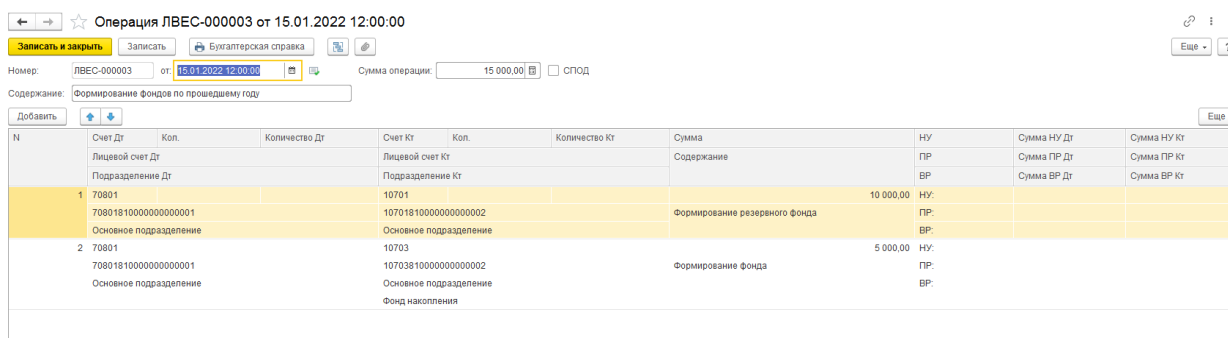 Операция ЛВЕС-000003 от 15.01.2022 12:00:00
Записать и закрыть Записать Бухгалтерская справка Еще ?
Номер: ЛВЕС-000003 от: 15.01.2022 12:00:00 Сумма операции: 15 000,00 СПОД
Содержание: Формирование фондов по прошедшему году
Добавить Еще
N Счет Дт Кол. Количество Дт Счет Кт Кол. Количество Кт Сумма НУ Сумма НУ Дт Сумма НУ Кт
Лицевой счет Дт Лицевой счет Кт Содержание ПР Сумма ПР Дт Сумма ПР Кт
Подразделение Дт Подразделение Кт ВР Сумма ВР Дт Сумма ВР Кт
1 70801 10701 10 000,00 НУ:
70801810000000000001 10701810000000000002 Формирование резервного фонда ПР:
Основное подразделение Основное подразделение ВР:
2 70801 10703 5 000,00 НУ:
70801810000000000001 10703810000000000002 Формирование фонда ПР:
Основное подразделение Основное подразделение ВР:
Фонд накопления